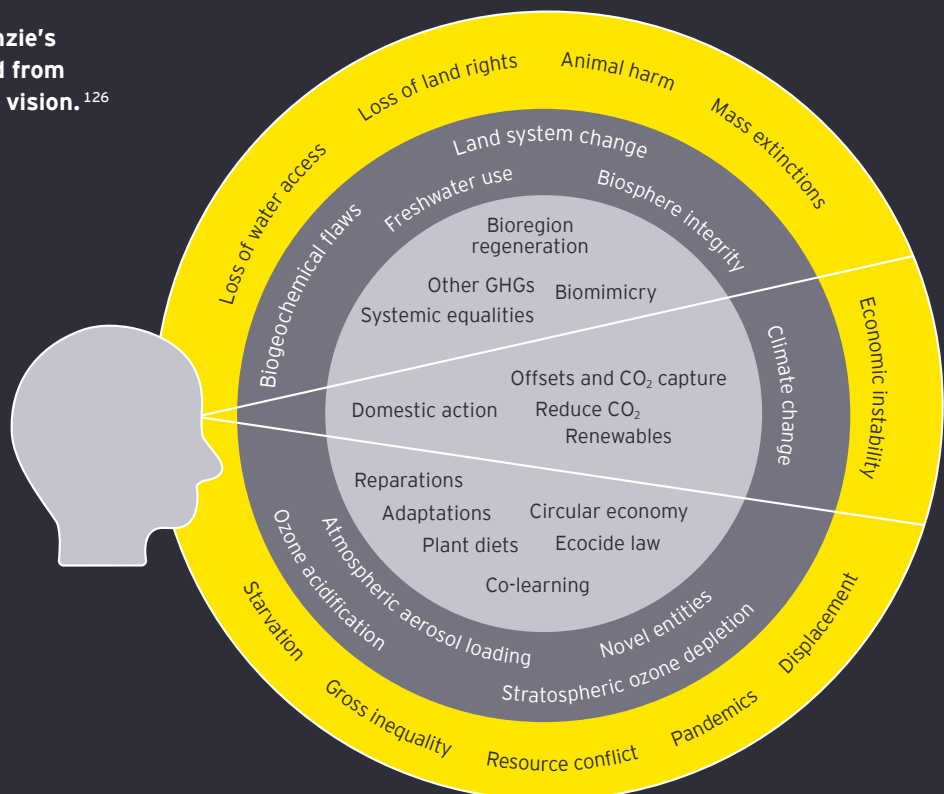 nzie's
d from
vision.126
Loss of water access
Loss of land rights
Animal harm
Mass extinctions
Economic instability
Displacement
Pandemics
Resource conflict
Gross inequality
Starvation
Biogeochemical flaws
Freshwater use
Land system change
Biosphere integrity
Climate change
Stratospheric ozone depletion
Novel entities
Atmospheric aerosol loading
Ozone acidification
Bioregion
regeneration
Other GHGs
Biomimicry
Systemic equalities
Offsets and CO₂ capture
Domestic action
Reduce CO₂
Renewables
Reparations
Adaptations
Circular economy
Plant diets
Ecocide law
Co-learning